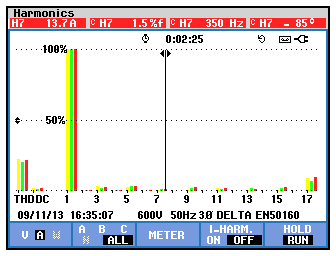 Harmonics
H7 13.7A C H7 1.5%f C H7 350 Hz C H7 - 85°
0:02:25
100%
50%
THDDC 1 3 5 7 9 11 13 15 17
09/11/13 16:35:07 600V 50Hz 3Ø DELTA EN50160
V A W A B C N ALL METER I-HARM. ON OFF HOLD RUN